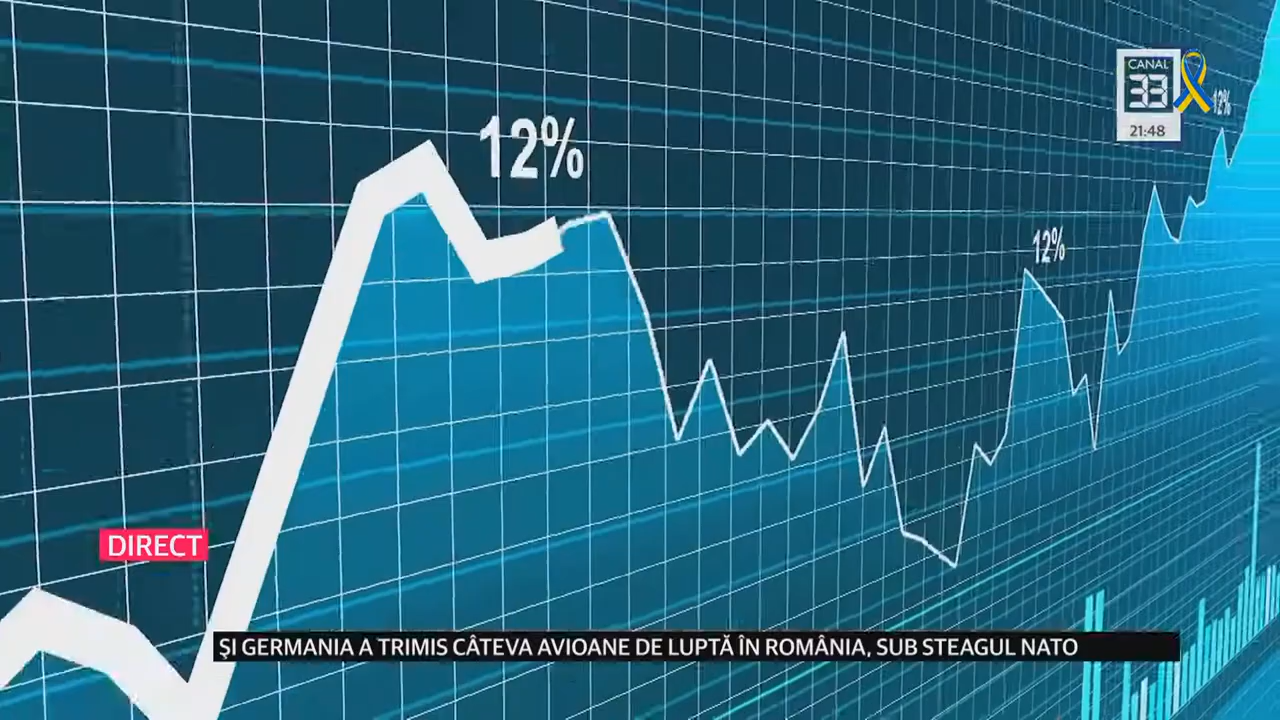 CANAL
33
21:48
12%
12%
12%
DIRECT
ŞI GERMANIA A TRIMIS CÂTEVA AVIOANE DE LUPTĂ ÎN ROMÂNIA, SUB STEAGUL NATO